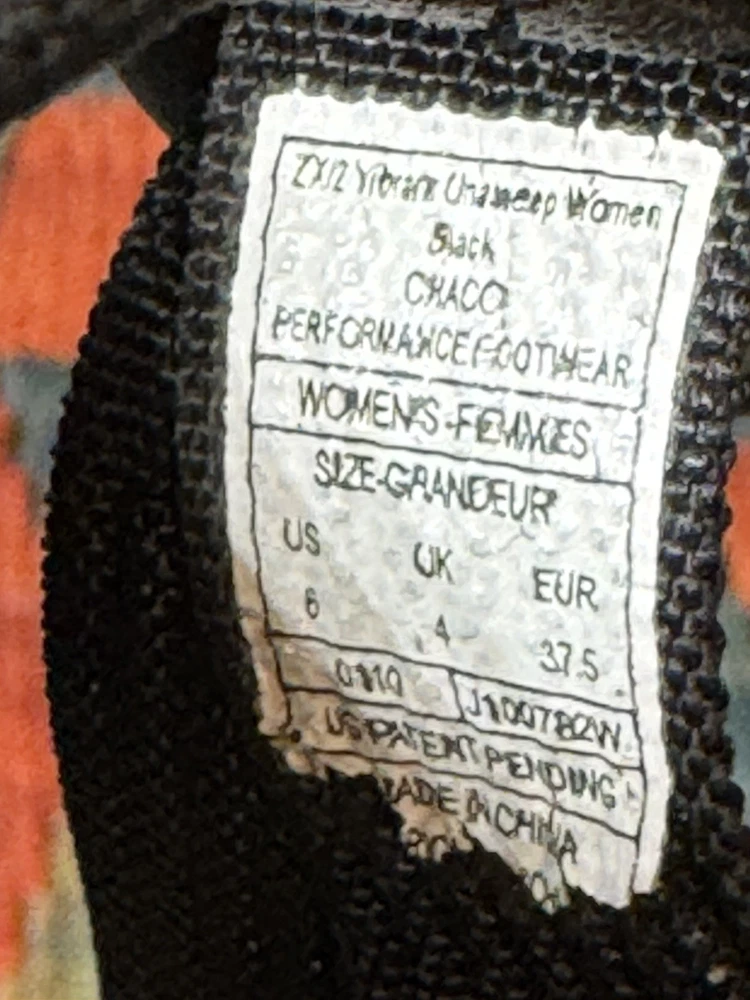 ZX/2 Vibram Unaweep Women
Black
CHACO
PERFORMANCE FOOTWEAR
WOMEN'S-FEMMES
SIZE-GRANDEUR
US UK EUR
6 4 37.5
0110 J100782W
US PATENT PENDING
MADE IN CHINA